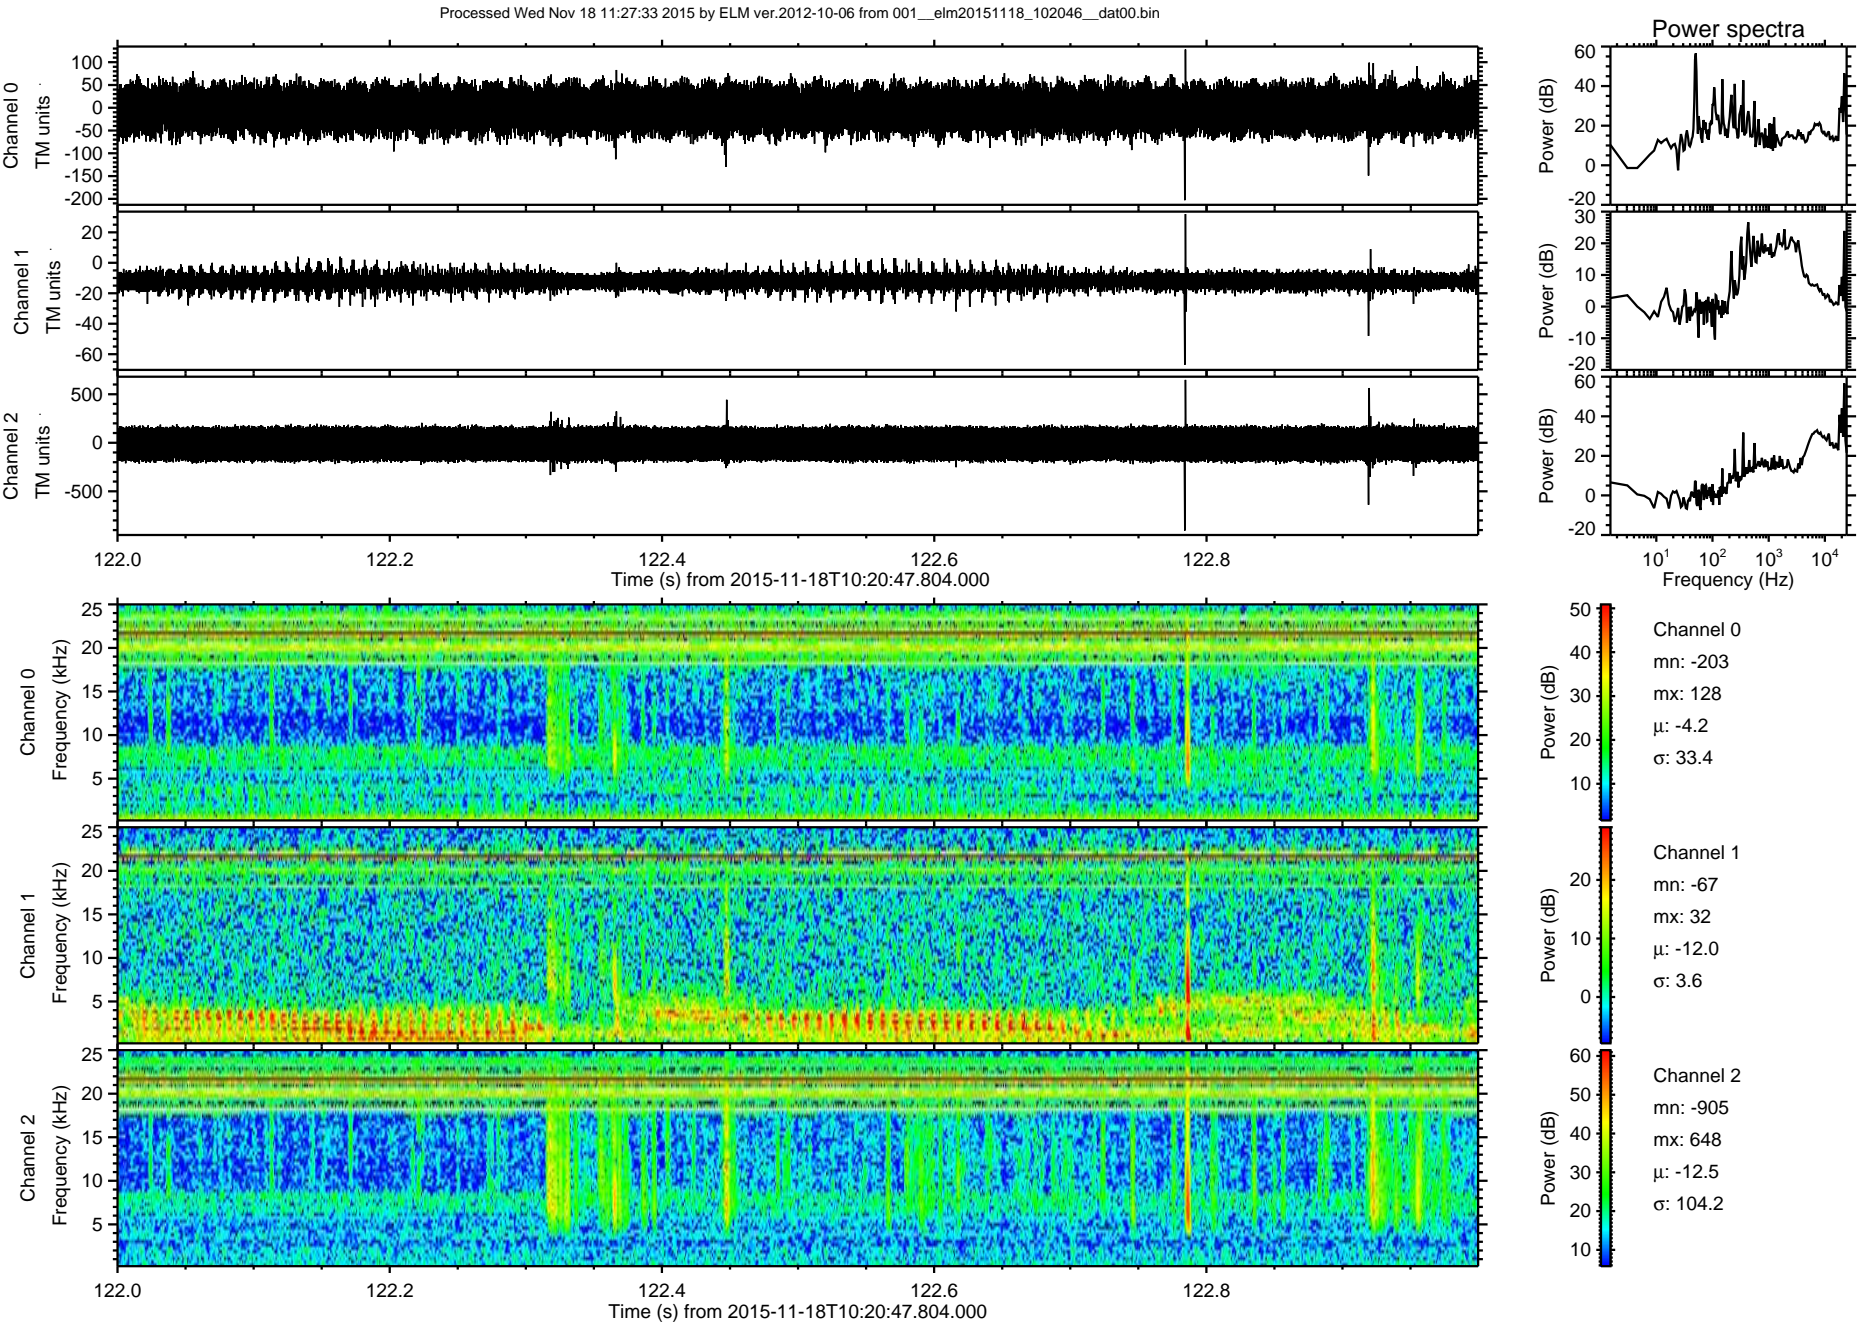 Processed Wed Nov 18 11:27:33 2015 by ELM ver.2012-10-06 from 001__elm20151118_102046__dat00.bin
Power spectra
Channel 0
TM units
100
50
0
-50
-100
-150
-200
Power (dB)
60
40
20
0
-20
Channel 1
TM units
20
0
-20
-40
-60
Power (dB)
30
20
10
0
-10
-20
Channel 2
TM units
500
0
-500
Power (dB)
60
40
20
0
-20
122.0 122.2 122.4 122.6 122.8
Time (s) from 2015-11-18T10:20:47.804.000
10^1 10^2 10^3 10^4
Frequency (Hz)
Channel 0
Frequency (kHz)
25
20
15
10
5
Power (dB)
50
40
30
20
10
Channel 0
mn: -203
mx: 128
μ: -4.2
σ: 33.4
Channel 1
Frequency (kHz)
25
20
15
10
5
Power (dB)
20
10
0
Channel 1
mn: -67
mx: 32
μ: -12.0
σ: 3.6
Channel 2
Frequency (kHz)
25
20
15
10
5
Power (dB)
60
50
40
30
20
10
Channel 2
mn: -905
mx: 648
μ: -12.5
σ: 104.2
122.0 122.2 122.4 122.6 122.8
Time (s) from 2015-11-18T10:20:47.804.000